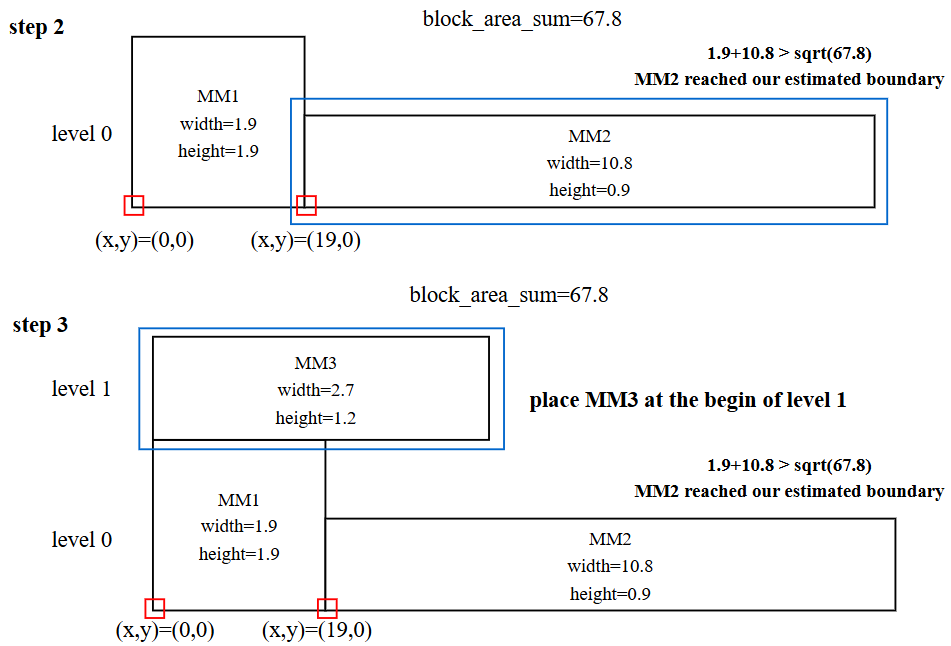 step 2
block_area_sum=67.8
1.9+10.8 > sqrt(67.8)
MM2 reached our estimated boundary
level 0
MM1
width=1.9
height=1.9
MM2
width=10.8
height=0.9
(x,y)=(0,0)
(x,y)=(19,0)
block_area_sum=67.8
step 3
level 1
MM3
width=2.7
height=1.2
place MM3 at the begin of level 1
1.9+10.8 > sqrt(67.8)
MM2 reached our estimated boundary
level 0
MM1
width=1.9
height=1.9
MM2
width=10.8
height=0.9
(x,y)=(0,0)
(x,y)=(19,0)